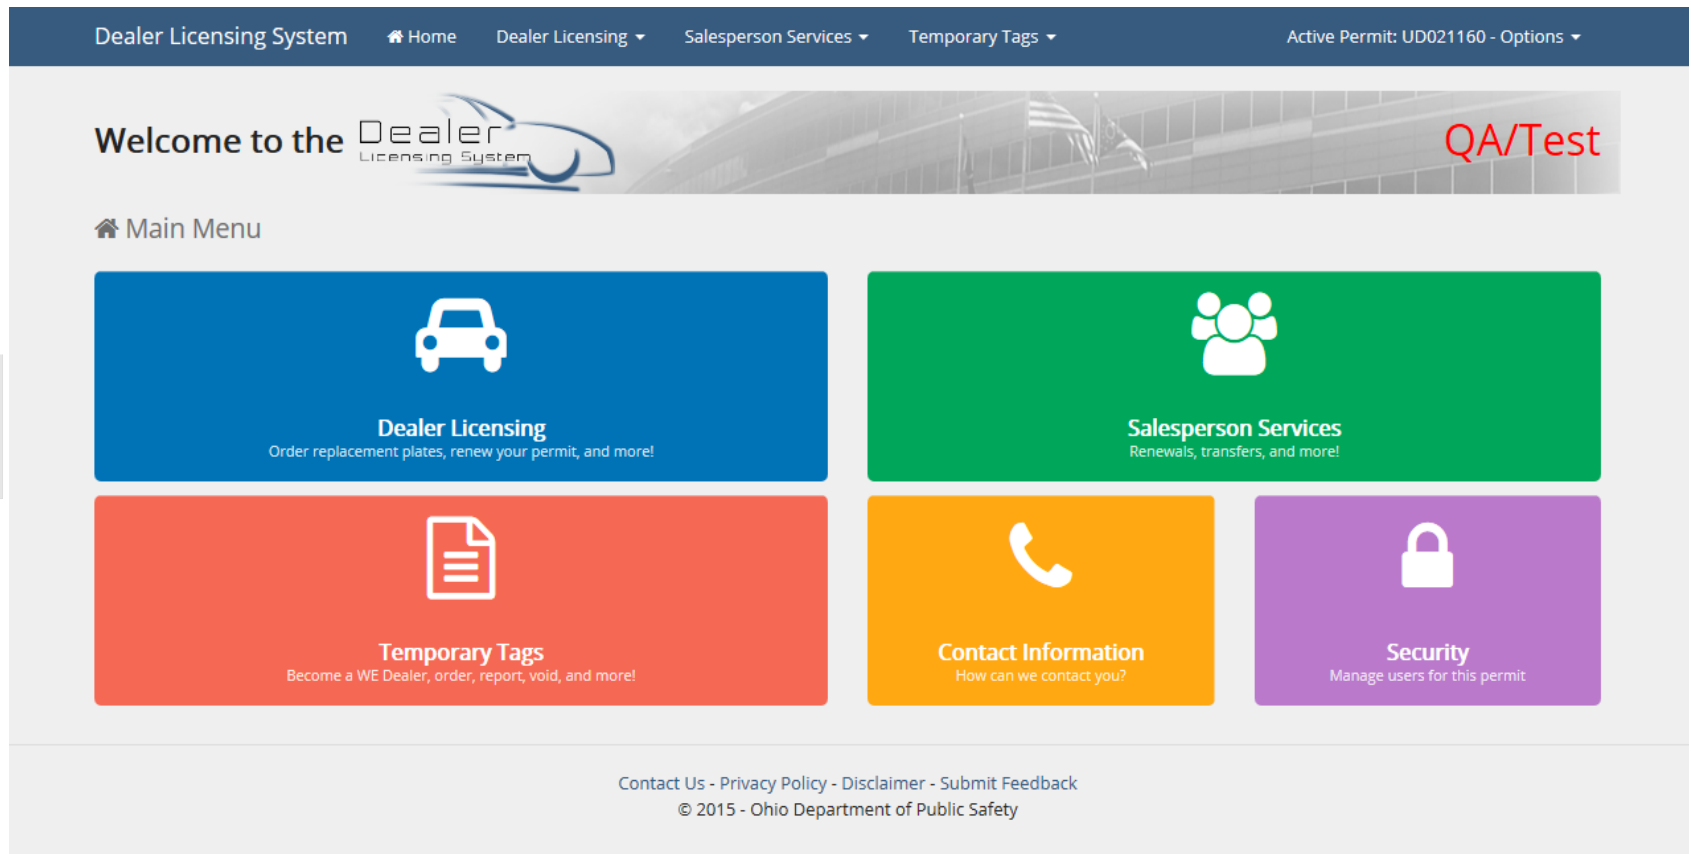 Dealer Licensing System Home Dealer Licensing Salesperson Services Temporary Tags Active Permit: UD021160 - Options
Welcome to the Dealer
Licensing System
QA/Test
Main Menu
Dealer Licensing
Order replacement plates, renew your permit, and more!
Salesperson Services
Renewals, transfers, and more!
Temporary Tags
Become a WE Dealer, order, report, void, and more!
Contact Information
How can we contact you?
Security
Manage users for this permit
Contact Us - Privacy Policy - Disclaimer - Submit Feedback
© 2015 - Ohio Department of Public Safety